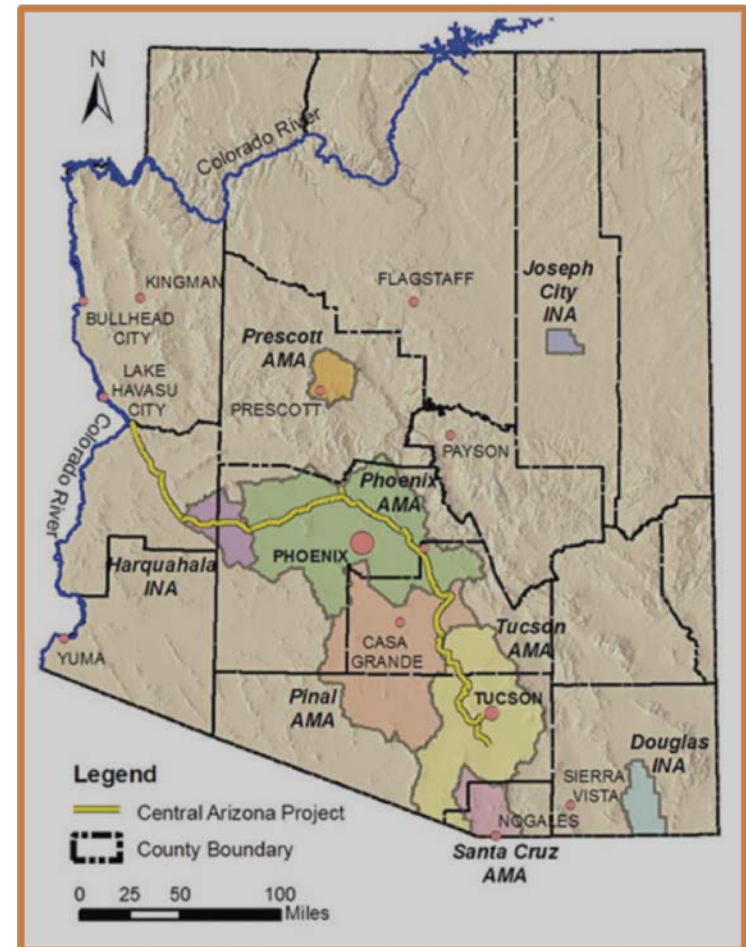 N
Colorado River
KINGMAN
BULLHEAD
CITY
FLAGSTAFF
Joseph
City
INA
Prescott
AMA
LAKE
HAVASU
CITY
PRESCOTT
Colorado River
PAYSON
Phoenix
AMA
PHOENIX
Harquahala
INA
YUMA
CASA
GRANDE
Tucson
AMA
Pinal
AMA
TUCSON
Douglas
INA
SIERRA
VISTA
NOGALES
Santa Cruz
AMA
Legend
Central Arizona Project
County Boundary
0 25 50 100
Miles